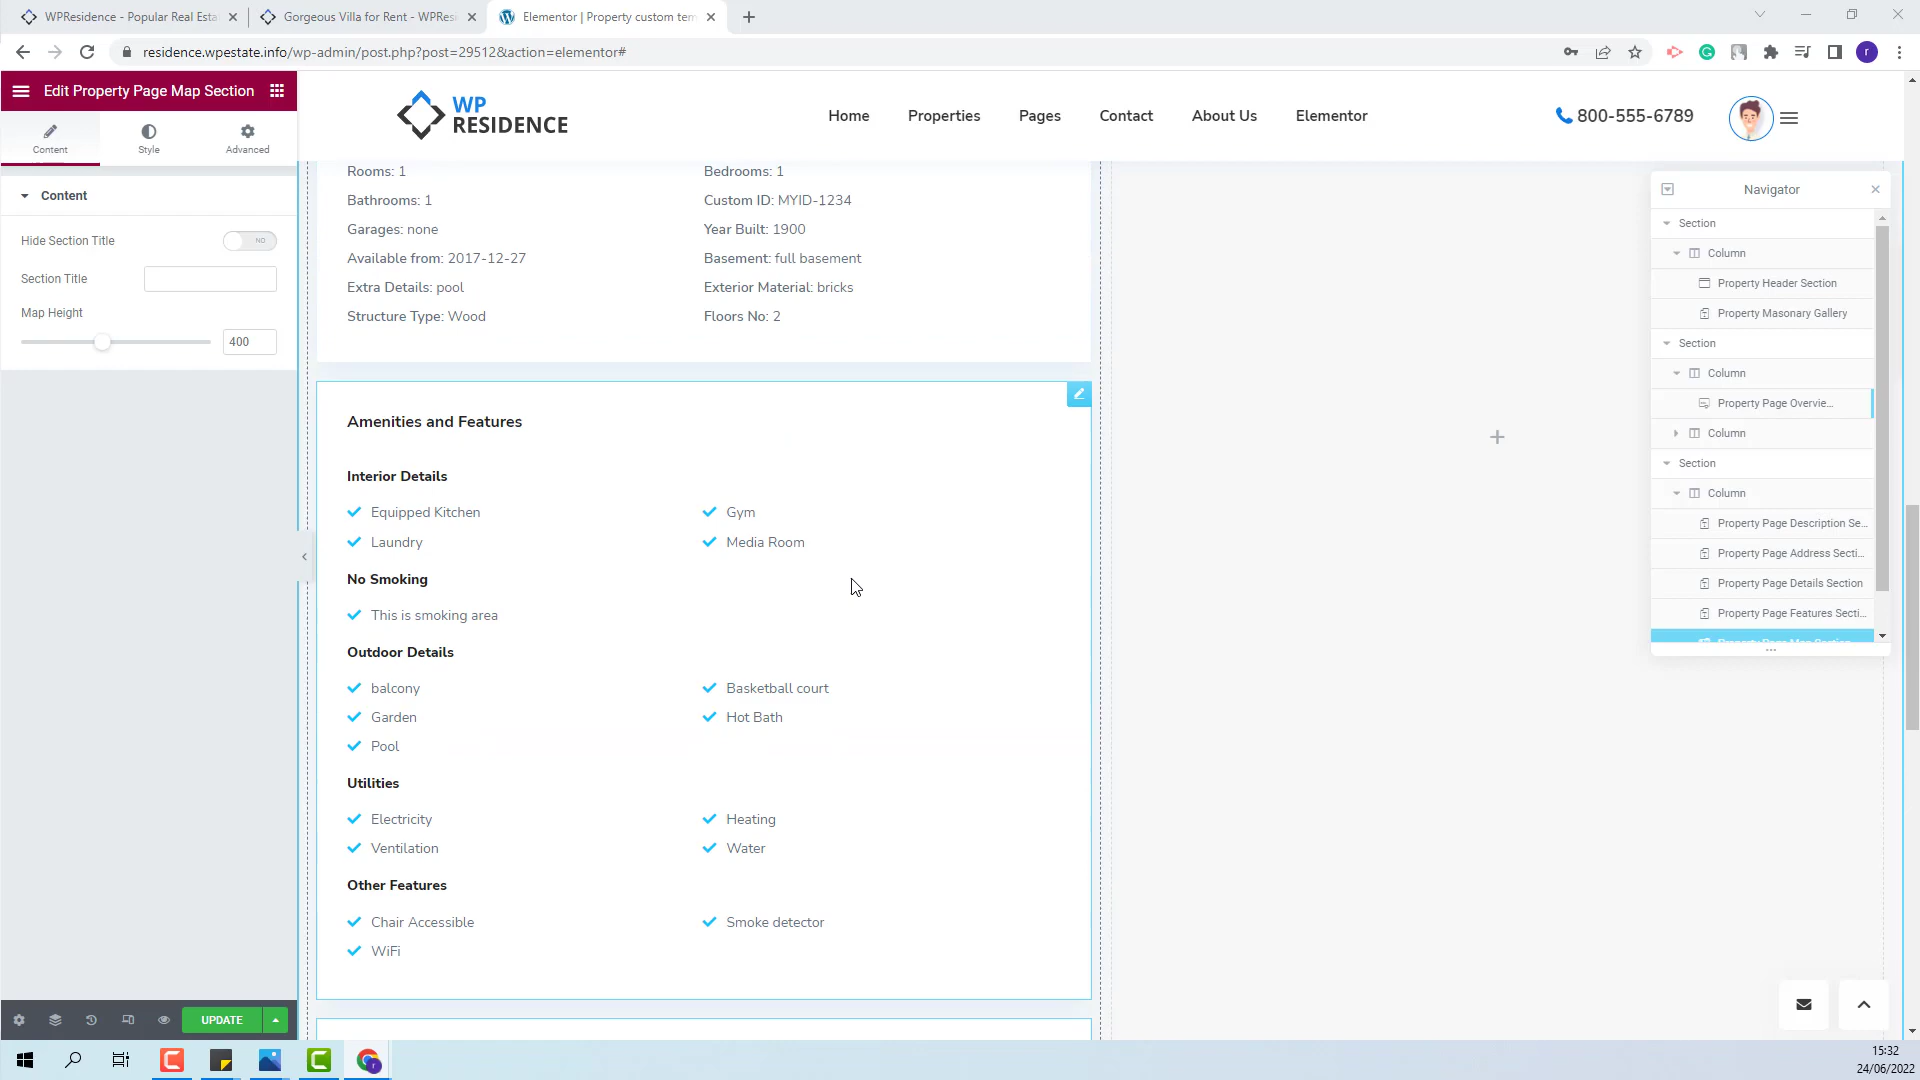 WPResidence - Popular Real Esta
Gorgeous Villa for Rent - WPResi
Elementor | Property custom tem
residence.wpestate.info/wp-admin/post.php?post=29512&action=elementor#
Edit Property Page Map Section
Content
Style
Advanced
Content
Hide Section Title
NO
Section Title
Map Height
400
UPDATE
WP
RESIDENCE
Home
Properties
Pages
Contact
About Us
Elementor
800-555-6789
Rooms: 1
Bedrooms: 1
Bathrooms: 1
Custom ID: MYID-1234
Garages: none
Year Built: 1900
Available from: 2017-12-27
Basement: full basement
Extra Details: pool
Exterior Material: bricks
Structure Type: Wood
Floors No: 2
Amenities and Features
Interior Details
Equipped Kitchen
Gym
Laundry
Media Room
No Smoking
This is smoking area
Outdoor Details
balcony
Basketball court
Garden
Hot Bath
Pool
Utilities
Electricity
Heating
Ventilation
Water
Other Features
Chair Accessible
Smoke detector
WiFi
Navigator
Section
Column
Property Header Section
Property Masonary Gallery
Section
Column
Property Page Overvie...
Column
Section
Column
Property Page Description Se...
Property Page Address Secti...
Property Page Details Section
Property Page Features Secti...
Property Page Map Section
15:32
24/06/2022